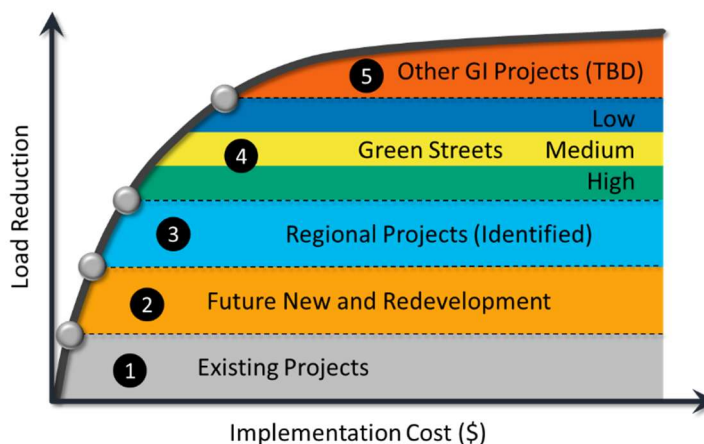 5 Other GI Projects (TBD)
Low
4 Green Streets Medium
High
3 Regional Projects (Identified)
2 Future New and Redevelopment
1 Existing Projects
Load Reduction
Implementation Cost ($)